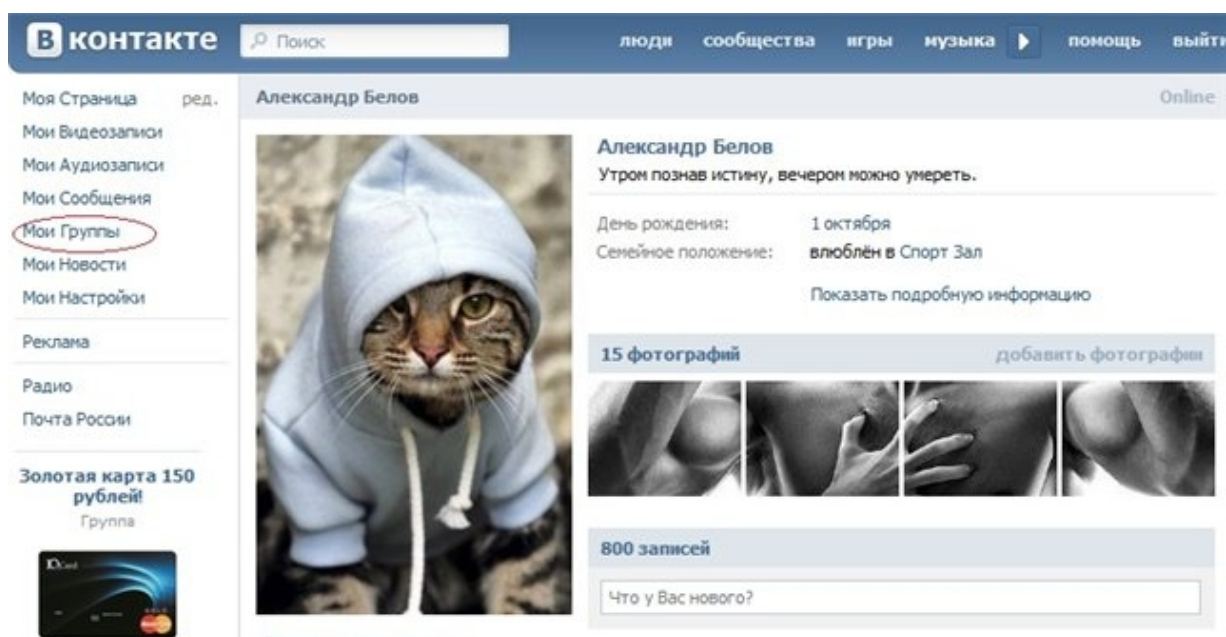 В контакте
Поиск
люди сообщества игры музыка помощь выйти
Моя Страница ред.
Мои Видеозаписи
Мои Аудиозаписи
Мои Сообщения
Мои Группы
Мои Новости
Мои Настройки
Реклама
Радио
Почта России
Золотая карта 150
рублей!
Группа
Александр Белов Online
Александр Белов
Утром познав истину, вечером можно умереть.
День рождения: 1 октября
Семейное положение: влюблён в Спорт Зал
Показать подробную информацию
15 фотографий добавить фотографии
800 записей
Что у Вас нового?